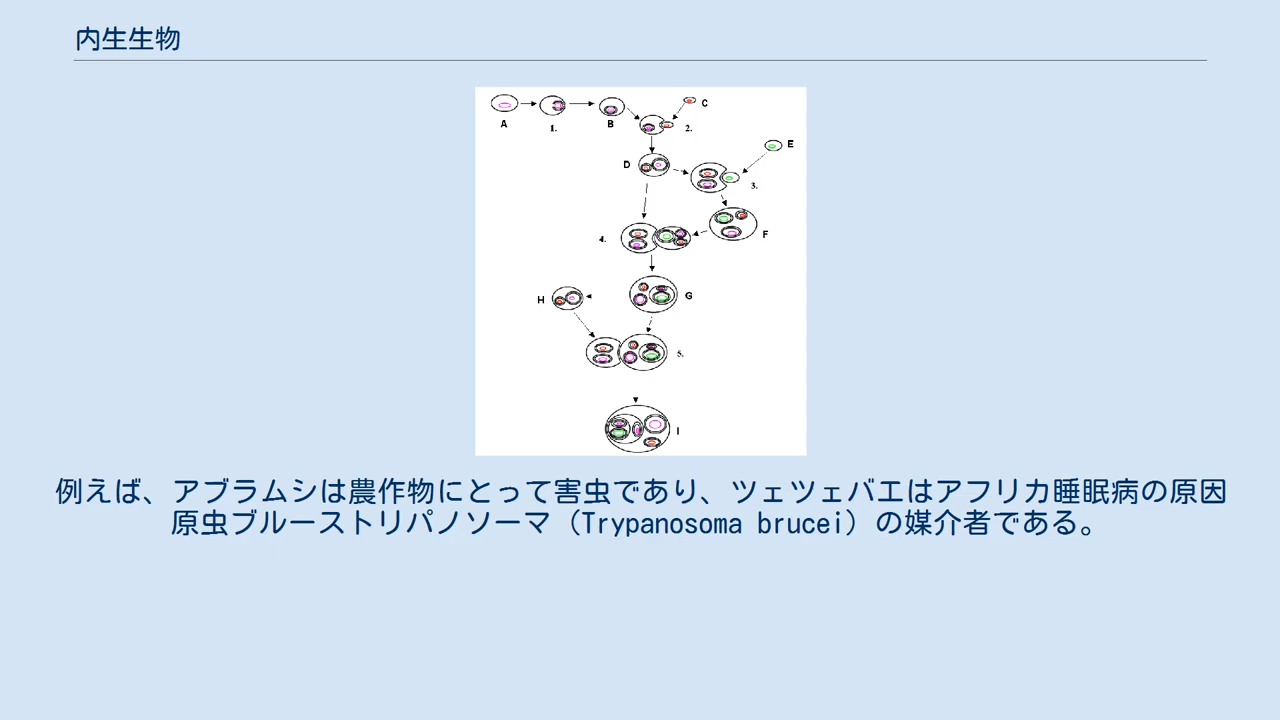 内生生物
A
1.
B
C
2.
D
E
3.
4.
F
H
G
5.
I
例えば、アブラムシは農作物にとって害虫であり、ツェツェバエはアフリカ睡眠病の原因
原虫ブルーストリパノソーマ（Trypanosoma brucei）の媒介者である。